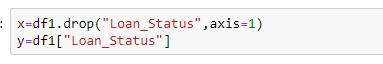 :
x=df1.drop("Loan_Status",axis=1)
y=df1["Loan_Status"]